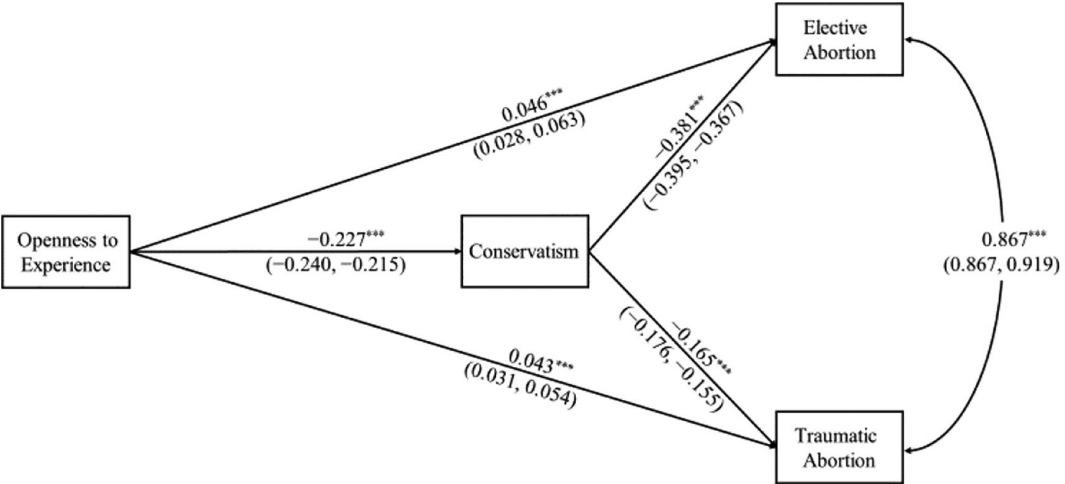 Elective
Abortion
0.046***
(0.028, 0.063)
−0.381***
(−0.395, −0.367)
Openness to
Experience
−0.227***
(−0.240, −0.215)
Conservatism
0.867***
(0.867, 0.919)
−0.165***
(−0.176, −0.155)
0.043***
(0.031, 0.054)
Traumatic
Abortion